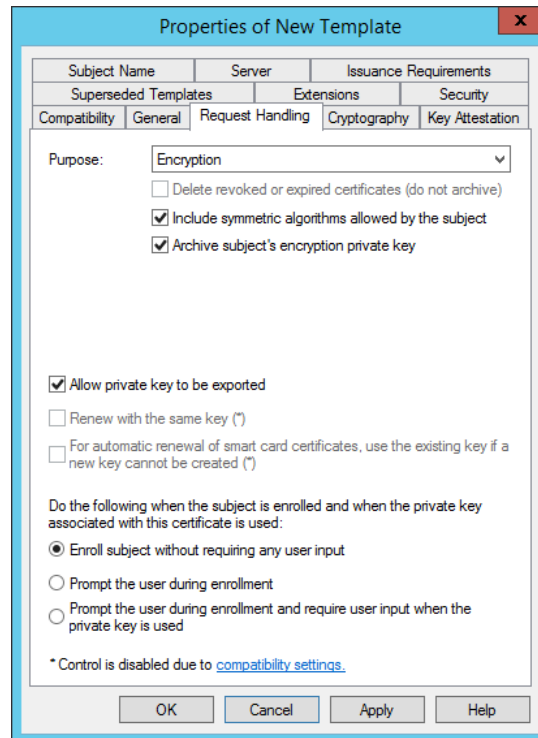 Properties of New Template
x
Subject Name Server Issuance Requirements
Superseded Templates Extensions Security
Compatibility General Request Handling Cryptography Key Attestation
Purpose: Encryption
Delete revoked or expired certificates (do not archive)
Include symmetric algorithms allowed by the subject
Archive subject's encryption private key
Allow private key to be exported
Renew with the same key (*)
For automatic renewal of smart card certificates, use the existing key if a
new key cannot be created (*)
Do the following when the subject is enrolled and when the private key
associated with this certificate is used:
Enroll subject without requiring any user input
Prompt the user during enrollment
Prompt the user during enrollment and require user input when the
private key is used
* Control is disabled due to compatibility settings.
OK Cancel Apply Help